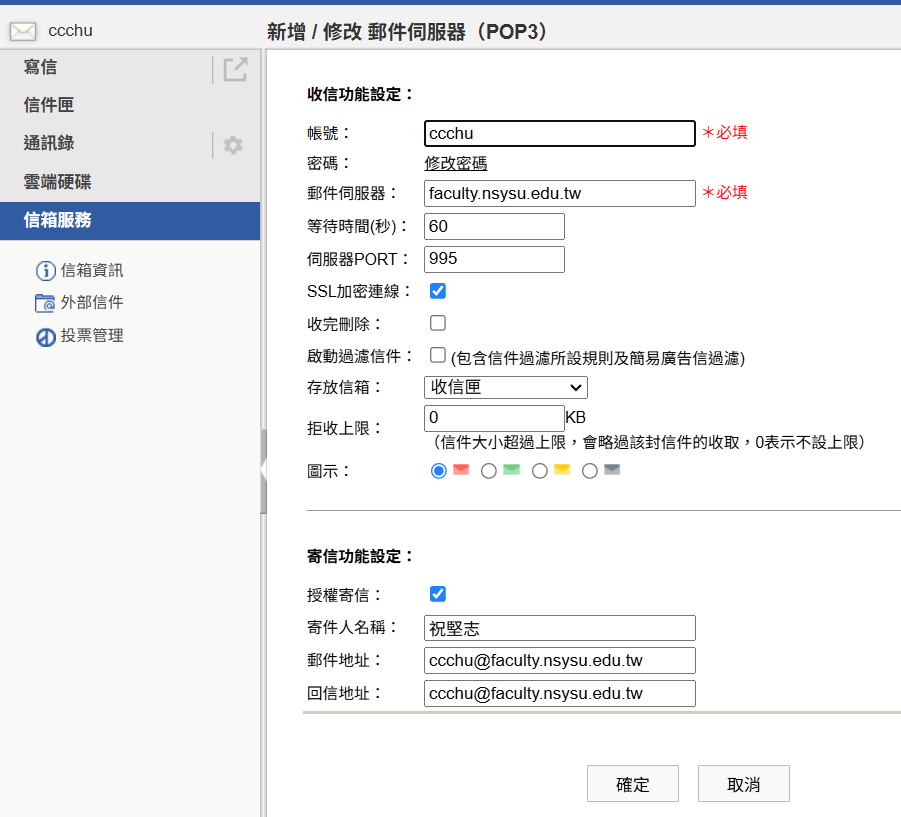 ccchu
新增 / 修改 郵件伺服器（POP3）
寫信
信件匣
通訊錄
雲端硬碟
信箱服務
信箱資訊
外部信件
投票管理
收信功能設定：
帳號： ccchu ＊必填
密碼： 修改密碼
郵件伺服器： faculty.nsysu.edu.tw ＊必填
等待時間(秒)： 60
伺服器PORT： 995
SSL加密連線：
收完刪除：
啟動過濾信件： (包含信件過濾所設規則及簡易廣告信過濾)
存放信箱： 收信匣
拒收上限： 0 KB
（信件大小超過上限，會略過該封信件的收取，0表示不設上限）
圖示：
寄信功能設定：
授權寄信：
寄件人名稱： 祝堅志
郵件地址： ccchu@faculty.nsysu.edu.tw
回信地址： ccchu@faculty.nsysu.edu.tw
確定 取消